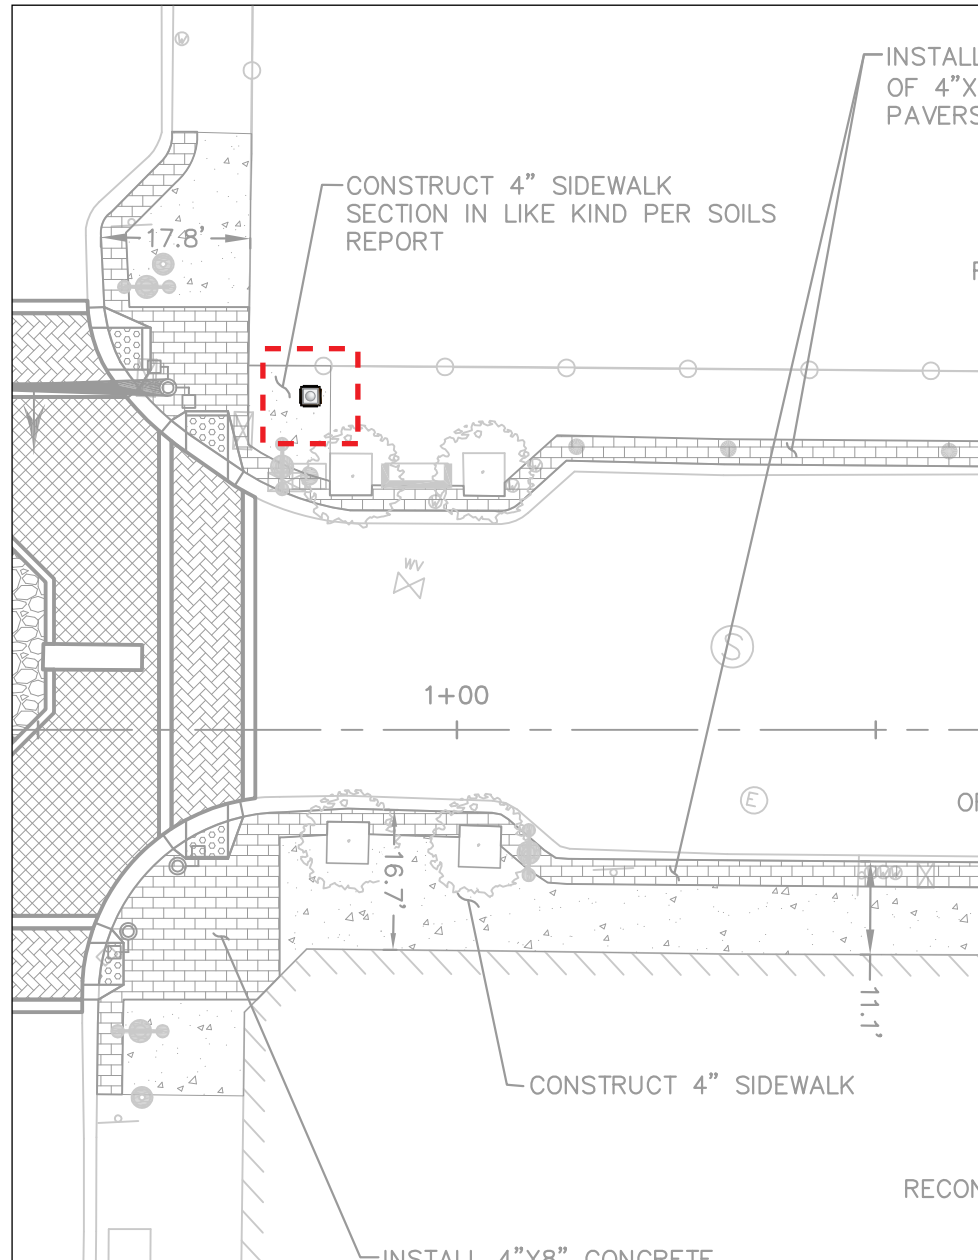 W
INSTALL
OF 4”X
PAVERS
CONSTRUCT 4” SIDEWALK
SECTION IN LIKE KIND PER SOILS
REPORT
17.8’
W
WV
S
1+00
E
16.7’
11.1’
CONSTRUCT 4” SIDEWALK
RECON
INSTALL 4”X8” CONCRETE